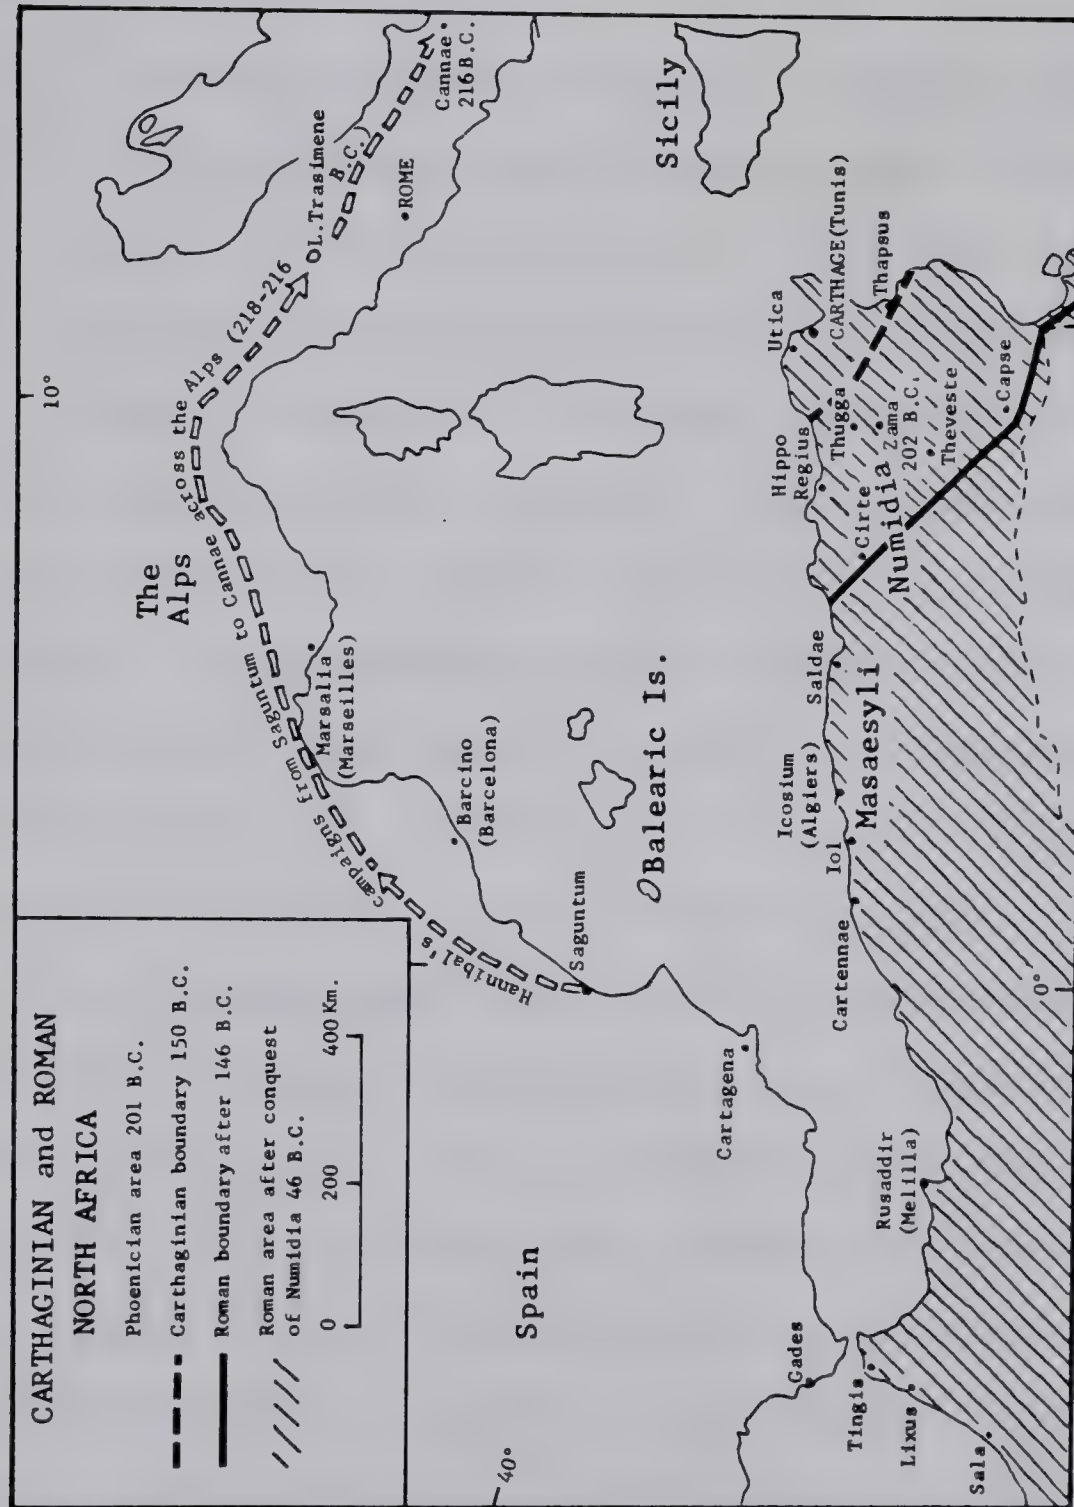 CARTHAGINIAN and ROMAN
NORTH AFRICA
Phoenician area 201 B.C.
Carthaginian boundary 150 B.C.
Roman boundary after 146 B.C.
Roman area after conquest
of Numidia 46 B.C.
0 200 400 Km.
10°
40°
0°
The
Alps
Hannibal's campaigns from Saguntum to Cannae across the Alps (218-216 B.C.)
L.Trasimene
Cannae
216 B.C.
ROME
Marsalia
(Marseilles)
Barcino
(Barcelona)
Saguntum
Balearic Is.
Sicily
Spain
Cartagena
Gades
Tingis
Lixus
Sala
Rusaddir
(Melilla)
Cartennae
Iol
Icosium
(Algiers)
Masaesyli
Saldae
Cirte
Numidia
Hippo
Regius
Thugga
Zama
202 B.C.
Theveste
Capse
Utica
CARTHAGE(Tunis)
Thapsus